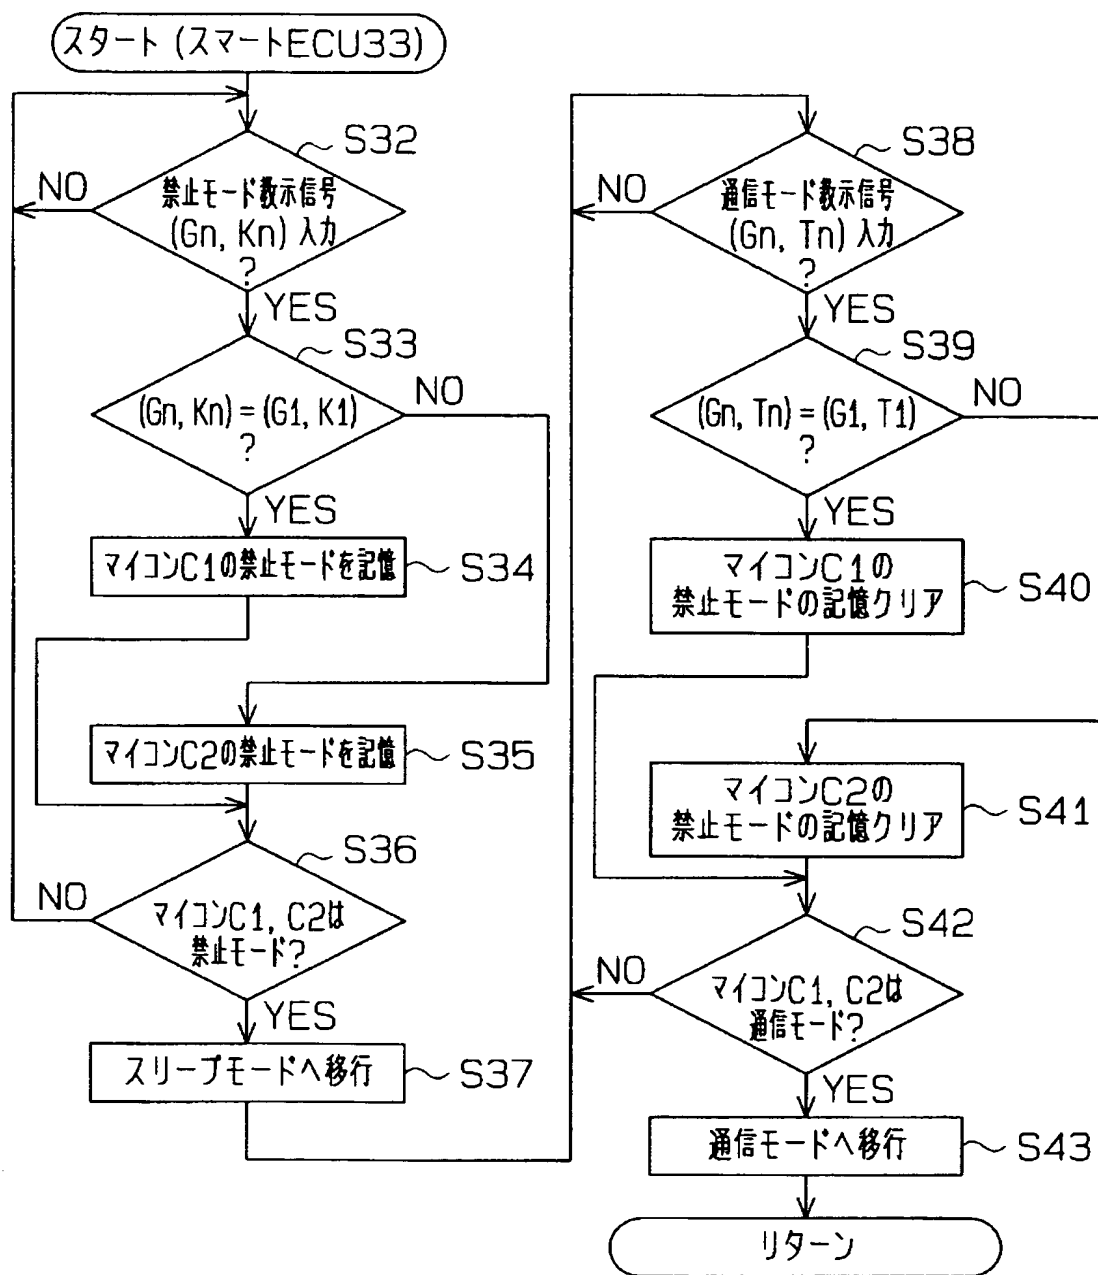 スタート (スマートECU33)
S32
禁止モード教示信号
(Gn, Kn) 入力
?
NO
YES
S33
(Gn, Kn) = (G1, K1)
?
NO
YES
マイコンC1の禁止モードを記憶
S34
マイコンC2の禁止モードを記憶
S35
S36
マイコンC1, C2は
禁止モード?
NO
YES
スリープモードへ移行
S37
S38
通信モード教示信号
(Gn, Tn) 入力
?
NO
YES
S39
(Gn, Tn) = (G1, T1)
?
NO
YES
マイコンC1の
禁止モードの記憶クリア
S40
マイコンC2の
禁止モードの記憶クリア
S41
S42
マイコンC1, C2は
通信モード?
NO
YES
通信モードへ移行
S43
リターン